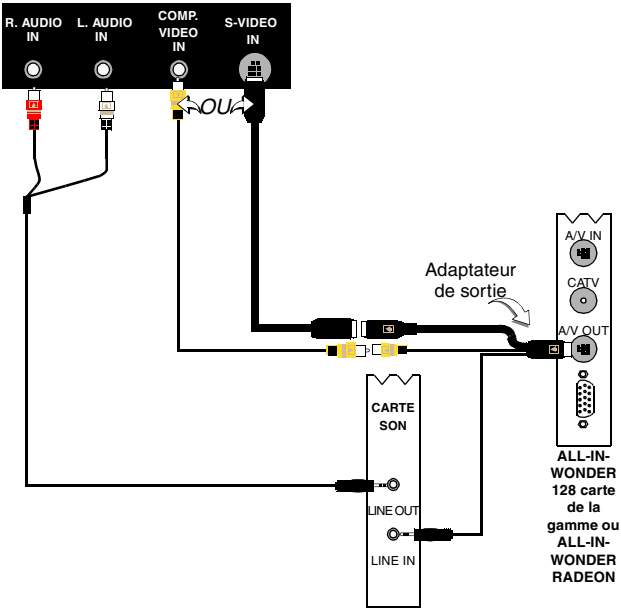 R. AUDIO
IN
L. AUDIO
IN
COMP.
VIDEO
IN
S-VIDEO
IN
OU
Adaptateur
de sortie
A/V IN
CATV
A/V OUT
CARTE
SON
LINE OUT
LINE IN
ALL-IN-
WONDER
128 carte
de la
gamme ou
ALL-IN-
WONDER
RADEON